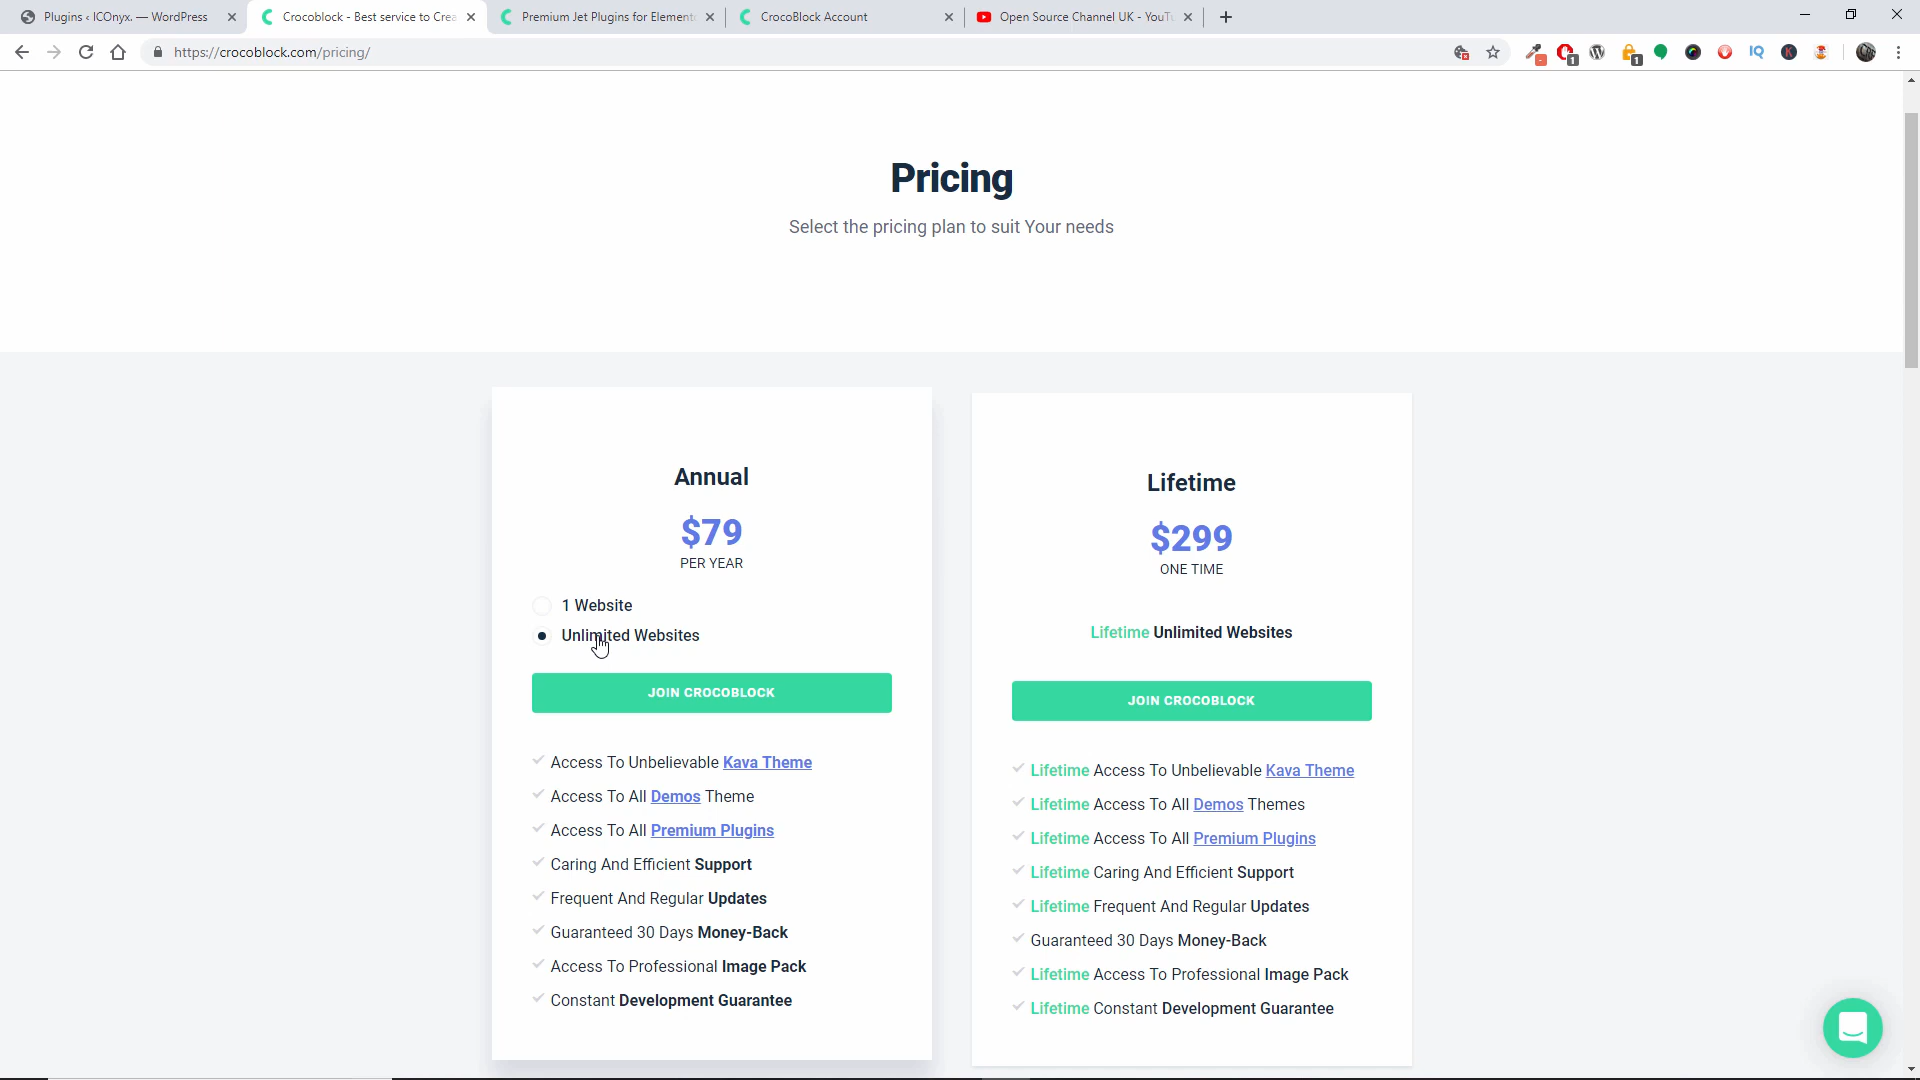 Plugins ‹ ICOnyx. — WordPress
Crocoblock - Best service to Crea
Premium Jet Plugins for Element
CrocoBlock Account
Open Source Channel UK - YouTu
https://crocoblock.com/pricing/
1
1
IQ
K
Pricing
Select the pricing plan to suit Your needs
Annual
$79
PER YEAR
1 Website
Unlimited Websites
JOIN CROCOBLOCK
Access To Unbelievable Kava Theme
Access To All Demos Theme
Access To All Premium Plugins
Caring And Efficient Support
Frequent And Regular Updates
Guaranteed 30 Days Money-Back
Access To Professional Image Pack
Constant Development Guarantee
Lifetime
$299
ONE TIME
Lifetime Unlimited Websites
JOIN CROCOBLOCK
Lifetime Access To Unbelievable Kava Theme
Lifetime Access To All Demos Themes
Lifetime Access To All Premium Plugins
Lifetime Caring And Efficient Support
Lifetime Frequent And Regular Updates
Guaranteed 30 Days Money-Back
Lifetime Access To Professional Image Pack
Lifetime Constant Development Guarantee